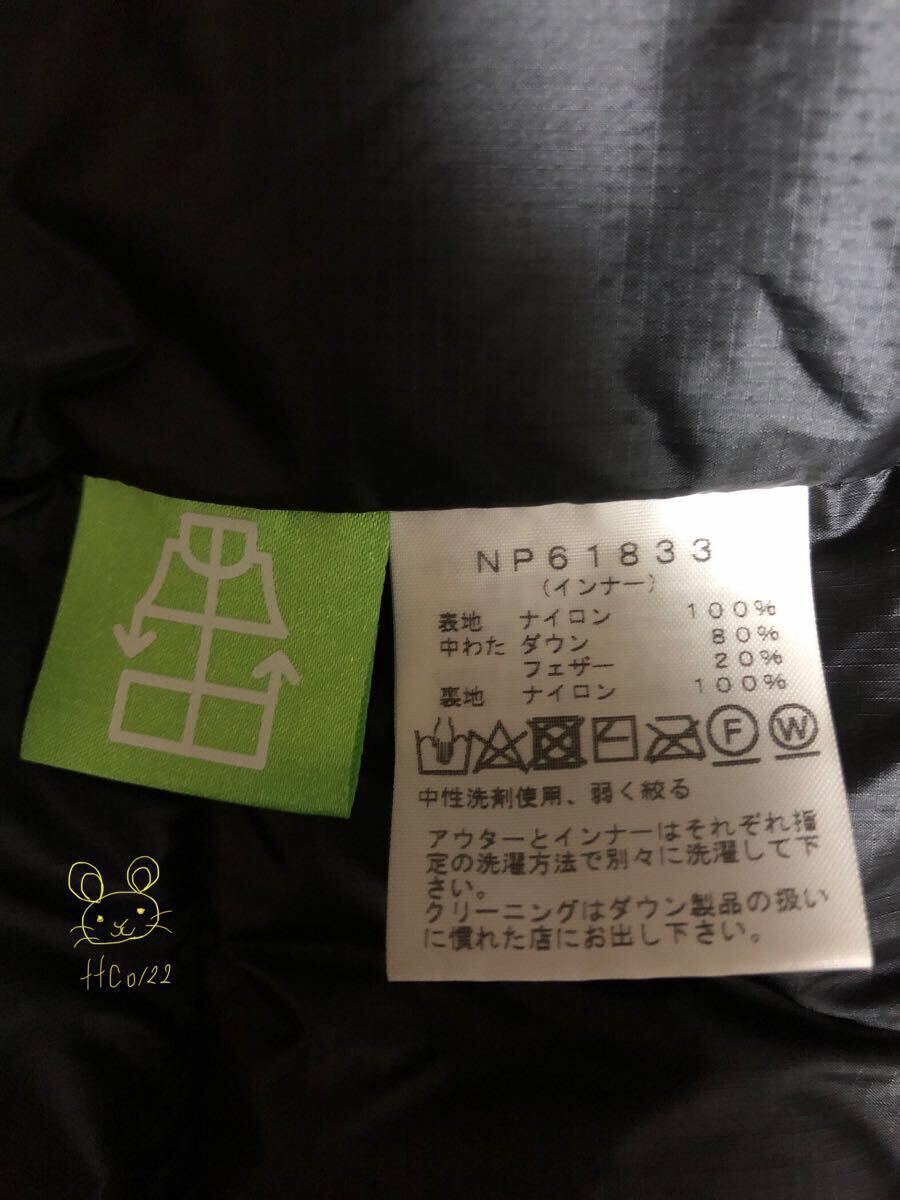 NP61833
(インナー)
表地 ナイロン 100%
中わた ダウン 80%
フェザー 20%
裏地 ナイロン 100%
F W
中性洗剤使用、弱く絞る
アウターとインナーはそれぞれ指
定の洗濯方法で別々に洗濯して下
さい。
クリーニングはダウン製品の扱い
に慣れた店にお出し下さい。
HCo122